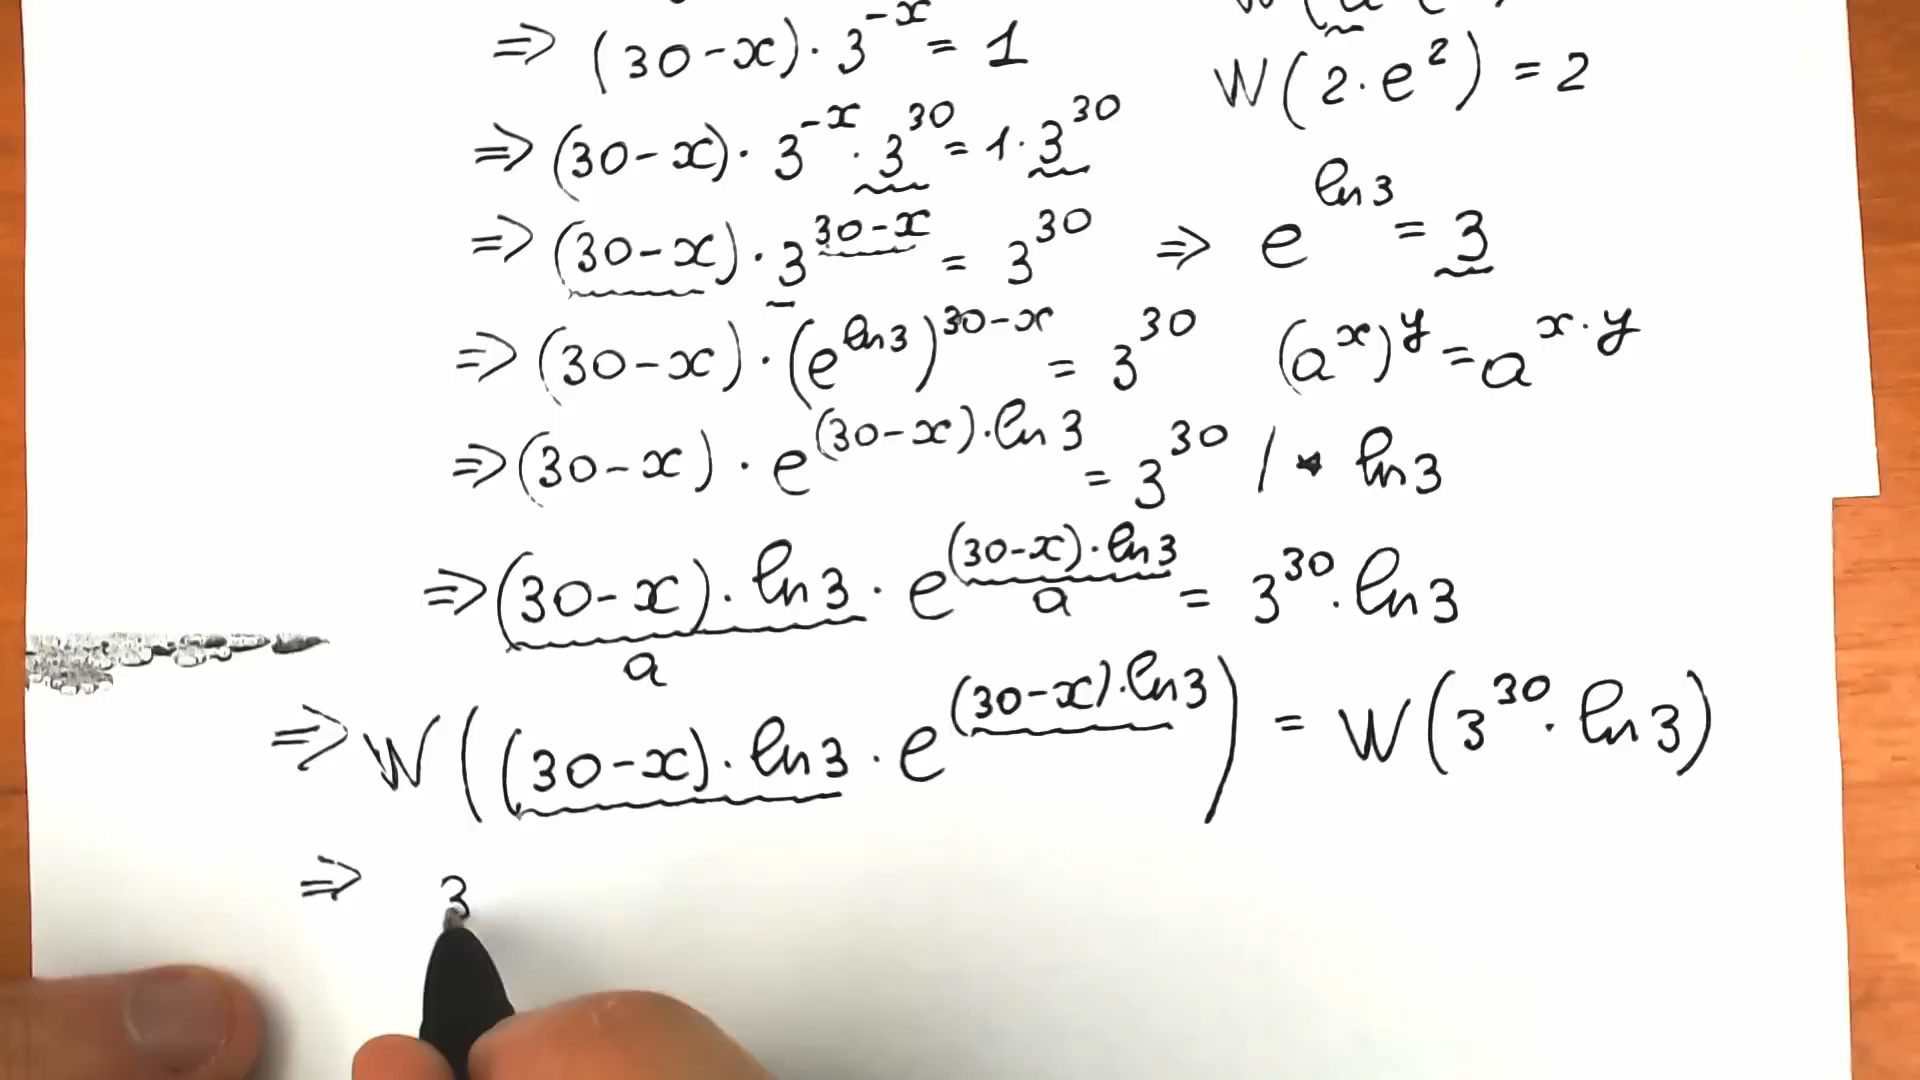 ⇒ (30-x)·3^-x = 1
W(2·e^2) = 2
⇒ (30-x)·3^-x·3^30 = 1·3^30
⇒ (30-x)·3^30-x = 3^30 ⇒ e^ln3 = 3
⇒ (30-x)·(e^ln3)^30-x = 3^30 (a^x)^y = a^x·y
⇒ (30-x)·e^(30-x)·ln3 = 3^30 / * ln3
⇒ (30-x)·ln3·e^(30-x)·ln3 = 3^30·ln3
a a
⇒ W((30-x)·ln3·e^(30-x)·ln3) = W(3^30·ln3)
⇒ 3